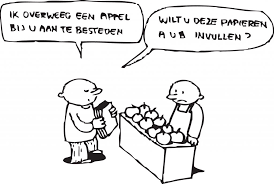 IK OVERWEEG EEN APPEL
BIJ U AAN TE BESTEDEN
WILT U DEZE PAPIEREN
A U B INVULLEN?